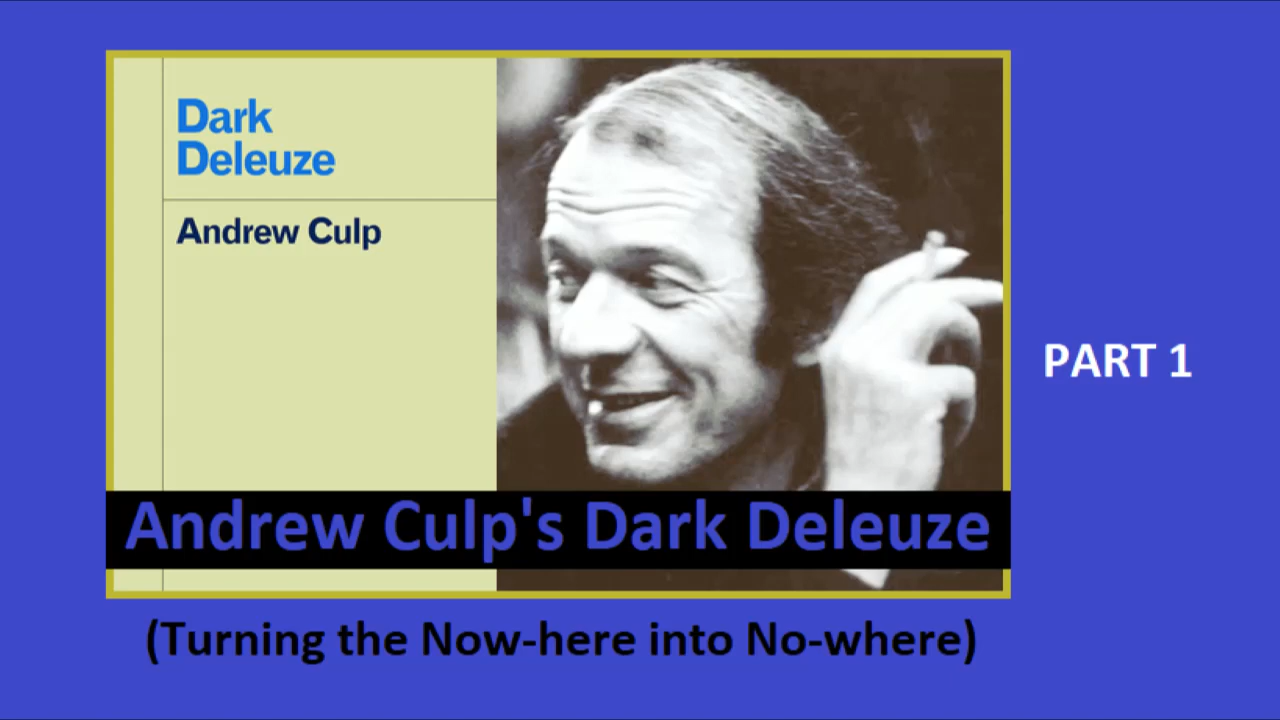 Dark
Deleuze
Andrew Culp
PART 1
Andrew Culp's Dark Deleuze
(Turning the Now-here into No-where)